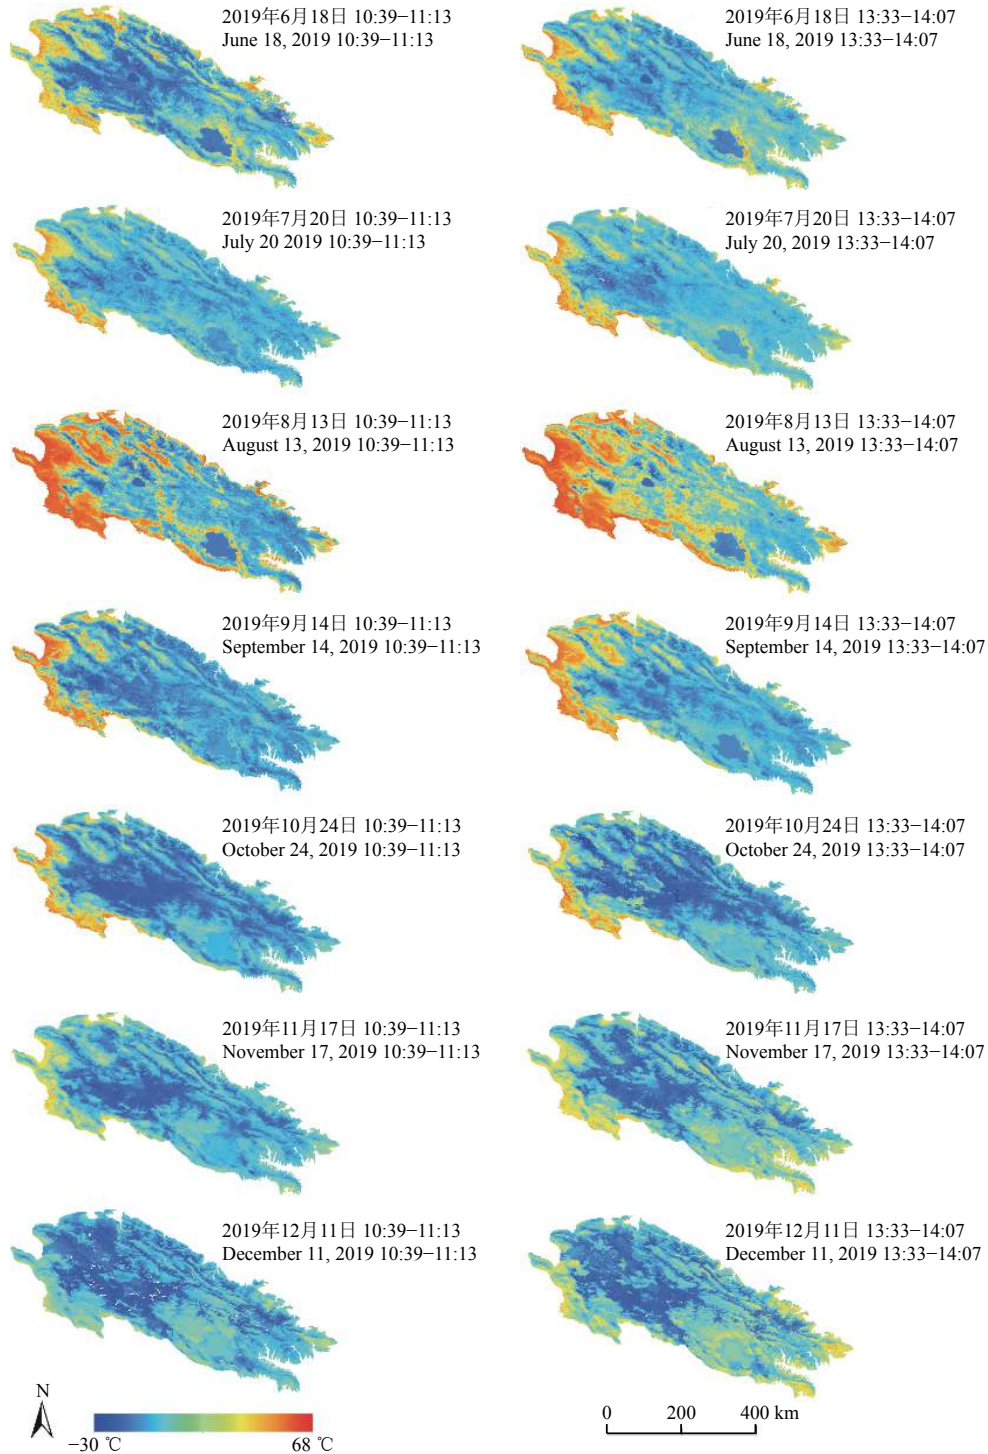 2019年6月18日 10:39−11:13
June 18, 2019 10:39−11:13
2019年6月18日 13:33−14:07
June 18, 2019 13:33−14:07
2019年7月20日 10:39−11:13
July 20 2019 10:39−11:13
2019年7月20日 13:33−14:07
July 20, 2019 13:33−14:07
2019年8月13日 10:39−11:13
August 13, 2019 10:39−11:13
2019年8月13日 13:33−14:07
August 13, 2019 13:33−14:07
2019年9月14日 10:39−11:13
September 14, 2019 10:39−11:13
2019年9月14日 13:33−14:07
September 14, 2019 13:33−14:07
2019年10月24日 10:39−11:13
October 24, 2019 10:39−11:13
2019年10月24日 13:33−14:07
October 24, 2019 13:33−14:07
2019年11月17日 10:39−11:13
November 17, 2019 10:39−11:13
2019年11月17日 13:33−14:07
November 17, 2019 13:33−14:07
2019年12月11日 10:39−11:13
December 11, 2019 10:39−11:13
2019年12月11日 13:33−14:07
December 11, 2019 13:33−14:07
N
−30 ℃ 68 ℃
0 200 400 km